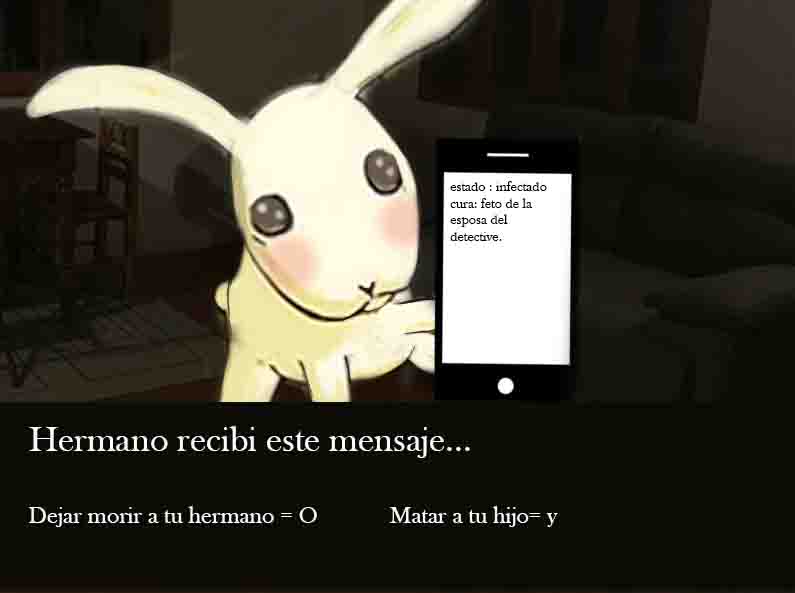 estado : infectado
cura: feto de la
esposa del
detective.
Hermano recibi este mensaje...
Dejar morir a tu hermano = O
Matar a tu hijo= y